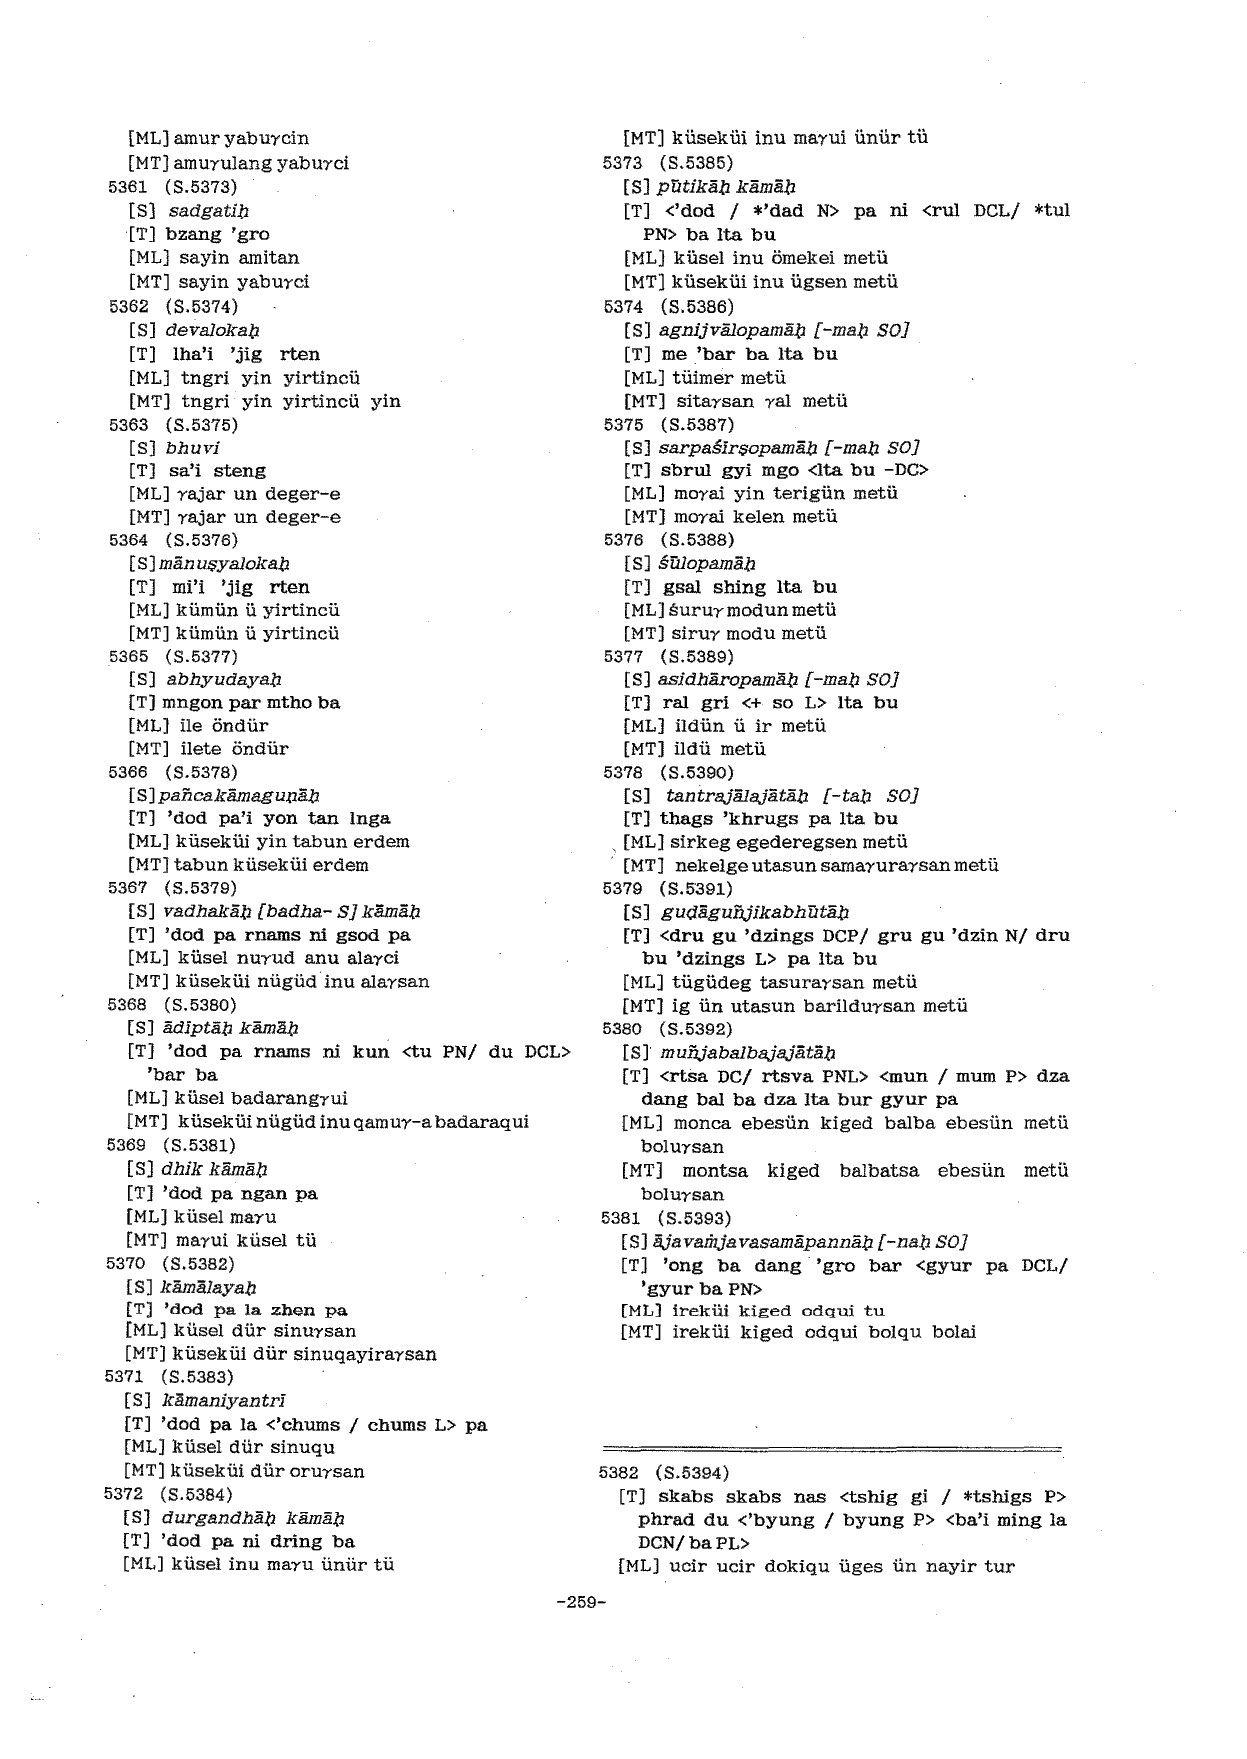 [ML] amur yabuγcin
[MT] amuγulang yabuγci
5361 (S.5373)
[S] sadgatiḥ
[T] bzang 'gro
[ML] sayin amitan
[MT] sayin yabuγci
5362 (S.5374)
[S] devalokaḥ
[T] lha'i 'jig rten
[ML] tngri yin yirtincü
[MT] tngri yin yirtincü yin
5363 (S.5375)
[S] bhuvi
[T] sa'i steng
[ML] γajar un deger-e
[MT] γajar un deger-e
5364 (S.5376)
[S] mānuṣyalokaḥ
[T] mi'i 'jig rten
[ML] kümün ü yirtincü
[MT] kümün ü yirtincü
5365 (S.5377)
[S] abhyudayaḥ
[T] mngon par mtho ba
[ML] ile öndür
[MT] ilete öndür
5366 (S.5378)
[S] pañcakāmaguṇāḥ
[T] 'dod pa'i yon tan lnga
[ML] küseküi yin tabun erdem
[MT] tabun küseküi erdem
5367 (S.5379)
[S] vadhakāḥ [badha- S] kāmāḥ
[T] 'dod pa rnams ni gsod pa
[ML] küsel nuγud anu alaγci
[MT] küseküi nügüd inu alaγsan
5368 (S.5380)
[S] ādiptāḥ kāmāḥ
[T] 'dod pa rnams ni kun <tu PN/ du DCL>
'bar ba
[ML] küsel badarangγui
[MT] küseküi nügüd inu qamuγ-a badaraqui
5369 (S.5381)
[S] dhik kāmāḥ
[T] 'dod pa ngan pa
[ML] küsel maγu
[MT] maγui küsel tü
5370 (S.5382)
[S] kāmālayaḥ
[T] 'dod pa la zhen pa
[ML] küsel dür sinuγsan
[MT] küseküi dür sinuqayiraγsan
5371 (S.5383)
[S] kāmaniyantrī
[T] 'dod pa la <'chums / chums L> pa
[ML] küsel dür sinuqu
[MT] küseküi dür oruγsan
5372 (S.5384)
[S] durgandhāḥ kāmāḥ
[T] 'dod pa ni dring ba
[ML] küsel inu maγu ünür tü
[MT] küseküi inu maγui ünür tü
5373 (S.5385)
[S] pūtikāḥ kāmāḥ
[T] <'dod / *'dad N> pa ni <rul DCL/ *tul
PN> ba lta bu
[ML] küsel inu ömekei metü
[MT] küseküi inu ügsen metü
5374 (S.5386)
[S] agnijvālopamāḥ [-maḥ SO]
[T] me 'bar ba lta bu
[ML] tüimer metü
[MT] sitaγsan γal metü
5375 (S.5387)
[S] sarpaśirṣopamāḥ [-maḥ SO]
[T] sbrul gyi mgo <lta bu -DC>
[ML] moγai yin terigün metü
[MT] moγai kelen metü
5376 (S.5388)
[S] śūlopamāḥ
[T] gsal shing lta bu
[ML] śuruγ modun metü
[MT] siruγ modu metü
5377 (S.5389)
[S] asidhāropamāḥ [-maḥ SO]
[T] ral gri <+ so L> lta bu
[ML] ildün ü ir metü
[MT] ildü metü
5378 (S.5390)
[S] tantrajālajātāḥ [-taḥ SO]
[T] thags 'khrugs pa lta bu
[ML] sirkeg egederegsen metü
[MT] nekelge utasun samaγuraγsan metü
5379 (S.5391)
[S] guḍāguñjikabhūtāḥ
[T] <dru gu 'dzings DCP/ gru gu 'dzin N/ dru
bu 'dzings L> pa lta bu
[ML] tügüdeg tasuraγsan metü
[MT] ig ün utasun barilduγsan metü
5380 (S.5392)
[S] muñjabalbajajātāḥ
[T] <rtsa DC/ rtsva PNL> <mun / mum P> dza
dang bal ba dza lta bur gyur pa
[ML] monca ebesün kiged balba ebesün metü
boluγsan
[MT] montsa kiged balbatsa ebesün metü
boluγsan
5381 (S.5393)
[S] ājavaṁjavasamāpannāḥ [-naḥ SO]
[T] 'ong ba dang 'gro bar <gyur pa DCL/
'gyur ba PN>
[ML] ireküi kiged odqui tu
[MT] ireküi kiged odqui bolqu bolai
5382 (S.5394)
[T] skabs skabs nas <tshig gi / *tshigs P>
phrad du <'byung / byung P> <ba'i ming la
DCN/ ba PL>
[ML] ucir ucir dokiqu üges ün nayir tur
-259-